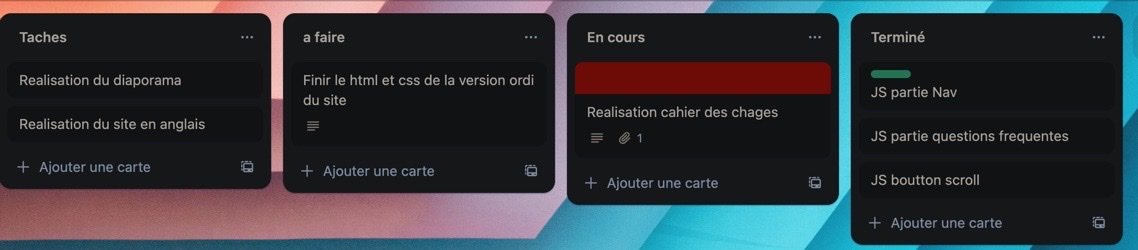 Taches
Realisation du diaporama
Realisation du site en anglais
Ajouter une carte
a faire
Finir le html et css de la version ordi
du site
Ajouter une carte
En cours
Realisation cahier des chages
1
Ajouter une carte
Terminé
JS partie Nav
JS partie questions frequentes
JS boutton scroll
Ajouter une carte